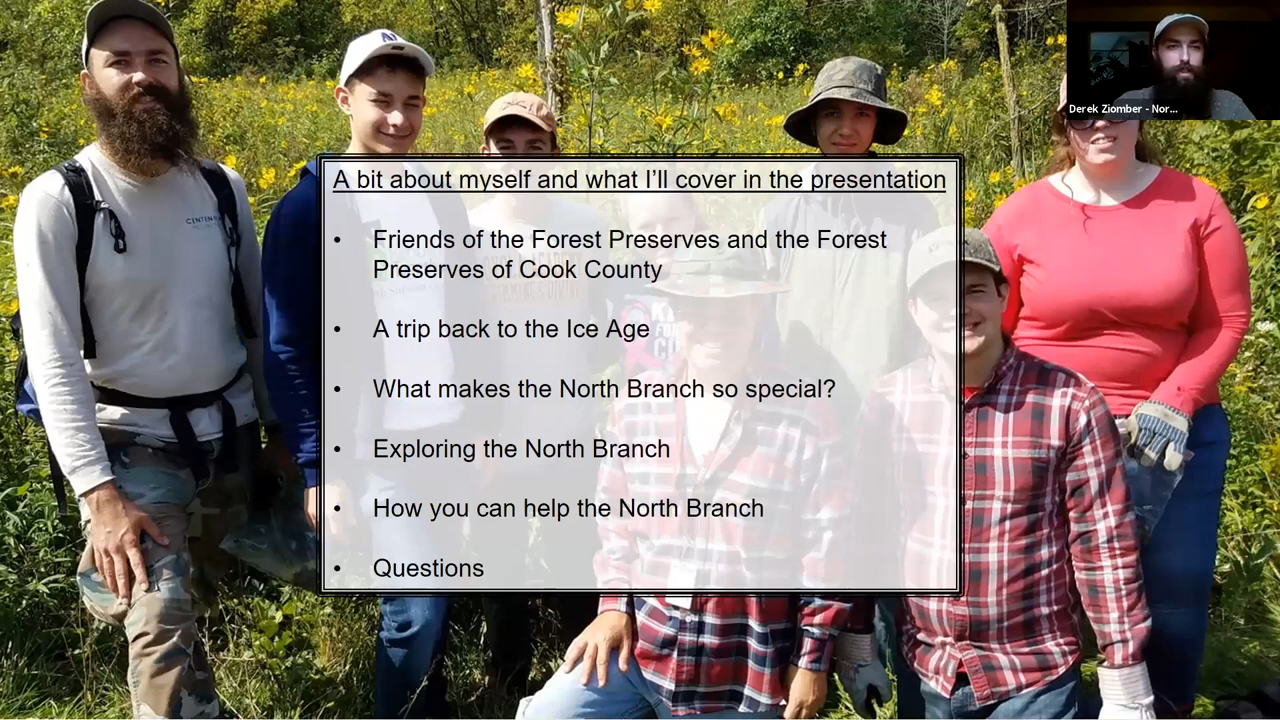 Derek Ziomber - Nor...
A bit about myself and what I’ll cover in the presentation
• Friends of the Forest Preserves and the Forest
Preserves of Cook County
• A trip back to the Ice Age
• What makes the North Branch so special?
• Exploring the North Branch
• How you can help the North Branch
• Questions